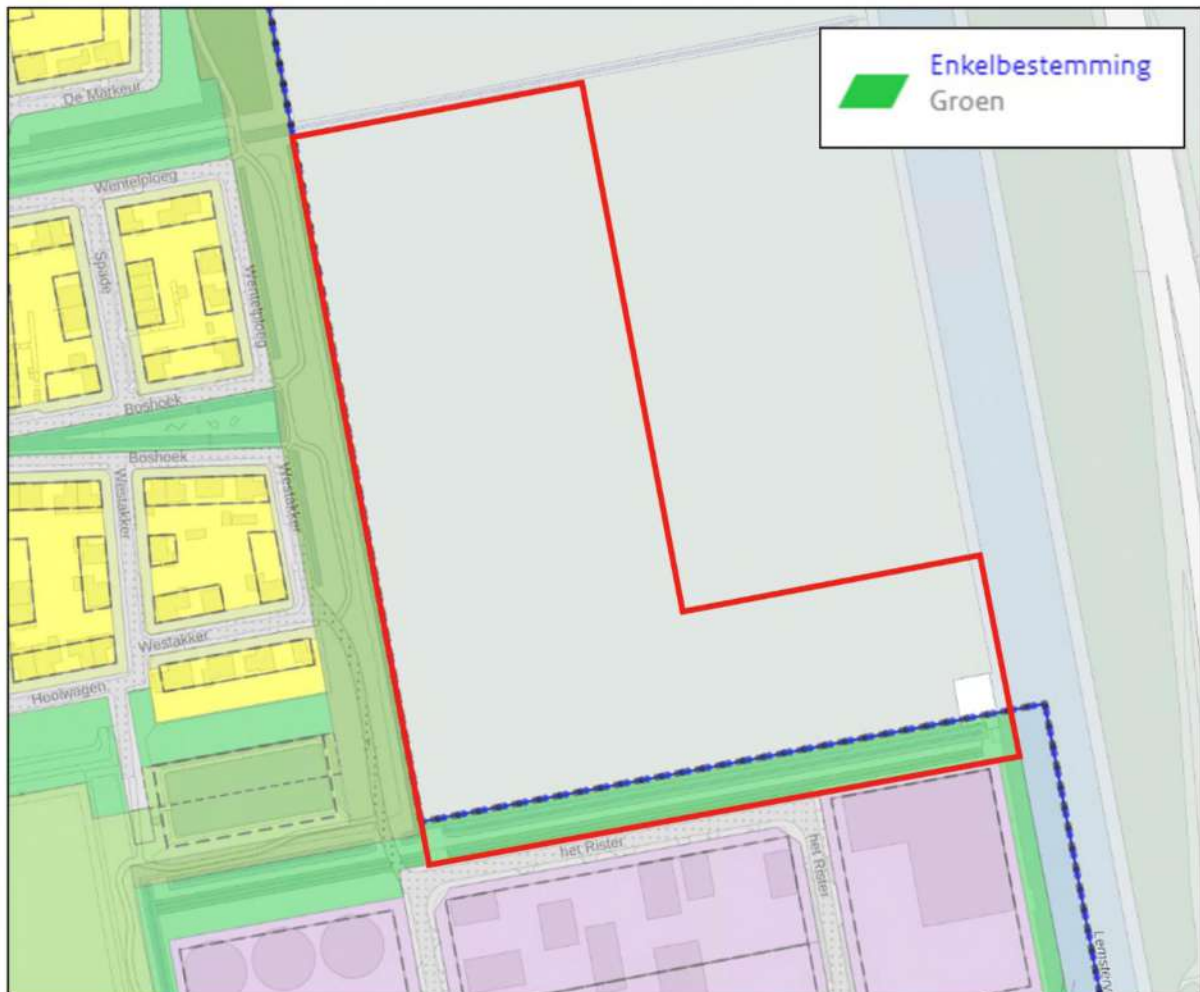 Enkelbestemming
Groen
De Markeur
Wentelploeg
Spade
Wentelploeg
Boshoek
Boshoek
Westakker
Westakker
Westakker
Hooiwagen
het Rister
het Rister